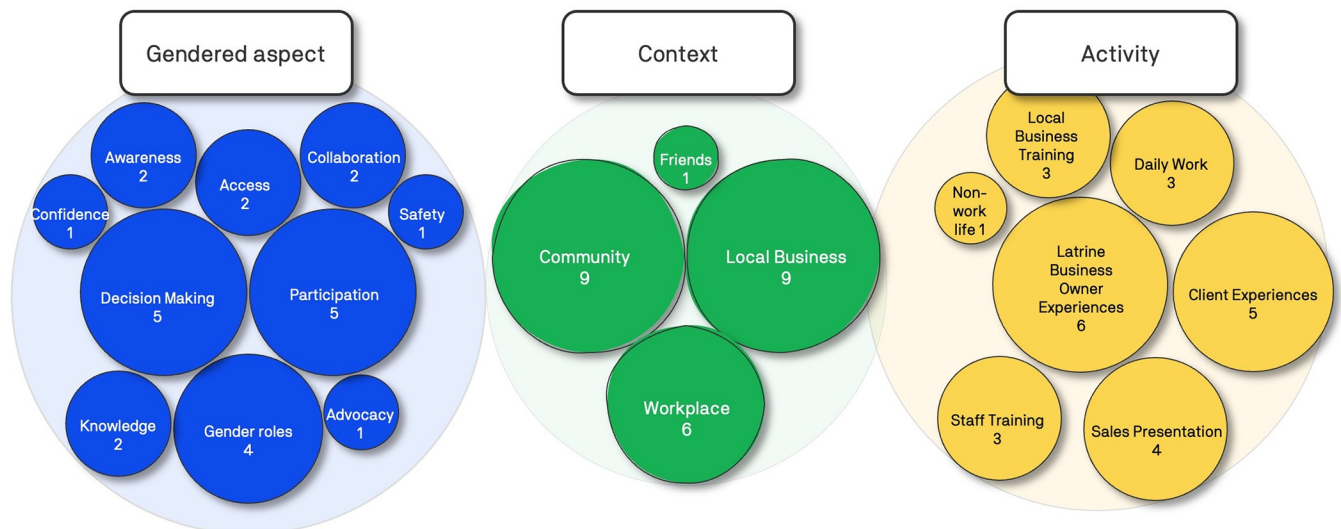 Gendered aspect
Awareness
2
Access
2
Collaboration
2
Confidence
1
Safety
1
Decision Making
5
Participation
5
Knowledge
2
Gender roles
4
Advocacy
1
Context
Friends
1
Community
9
Local Business
9
Workplace
6
Activity
Local
Business
Training
3
Daily Work
3
Non-
work
life 1
Latrine
Business
Owner
Experiences
6
Client Experiences
5
Staff Training
3
Sales Presentation
4